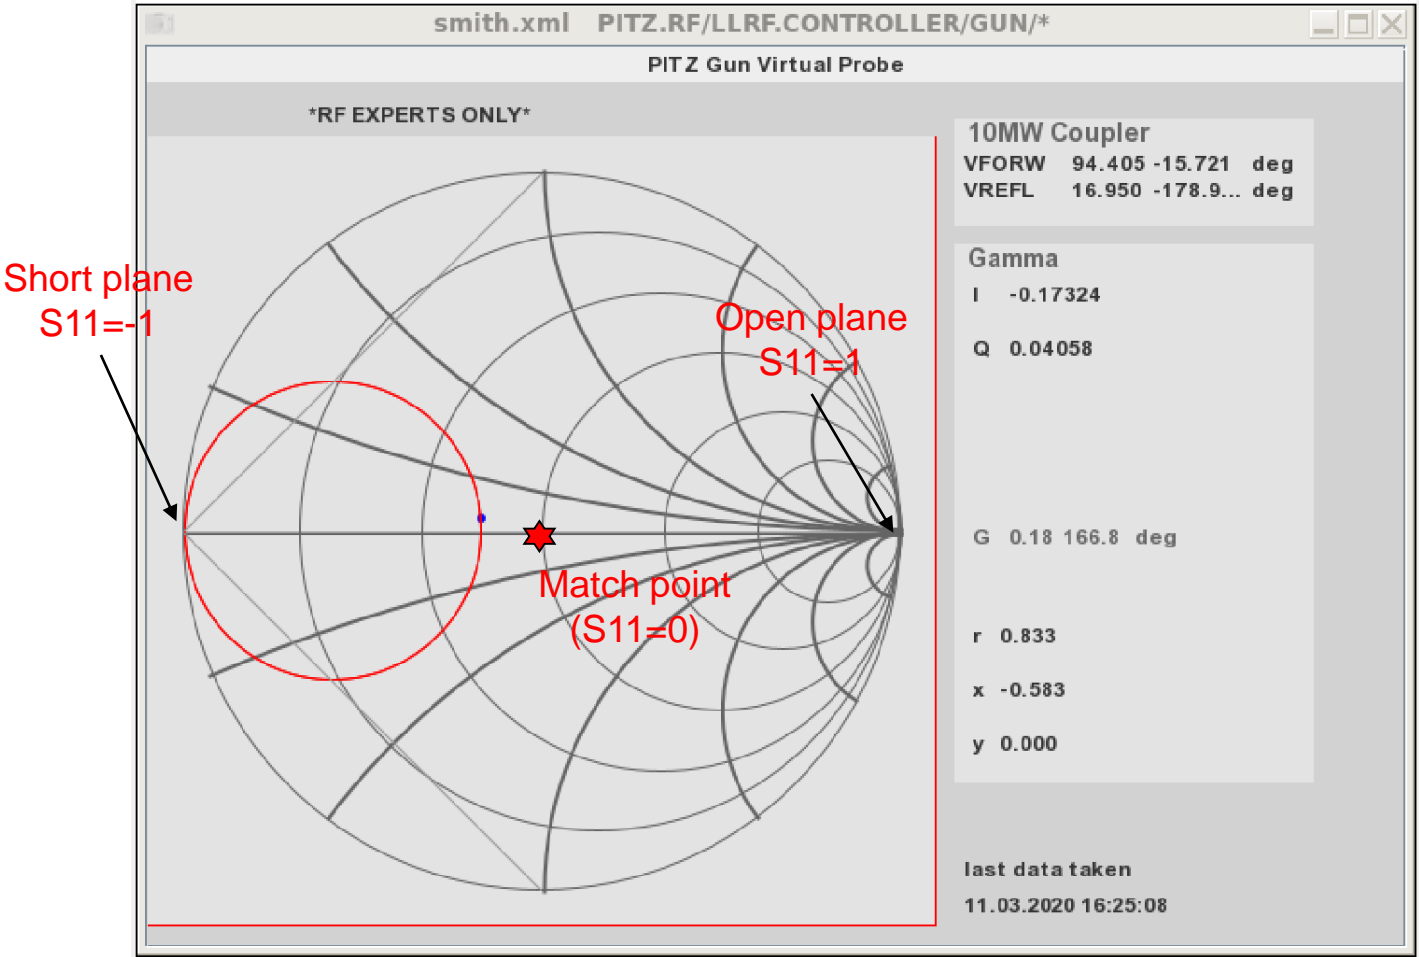 smith.xml PITZ.RF/LLRF.CONTROLLER/GUN/*
PITZ Gun Virtual Probe
*RF EXPERTS ONLY*
10MW Coupler
VFORW 94.405 -15.721 deg
VREFL 16.950 -178.9... deg
Gamma
I -0.17324
Q 0.04058
G 0.18 166.8 deg
r 0.833
x -0.583
y 0.000
last data taken
11.03.2020 16:25:08
Short plane
S11=-1
Open plane
S11=1
Match point
(S11=0)